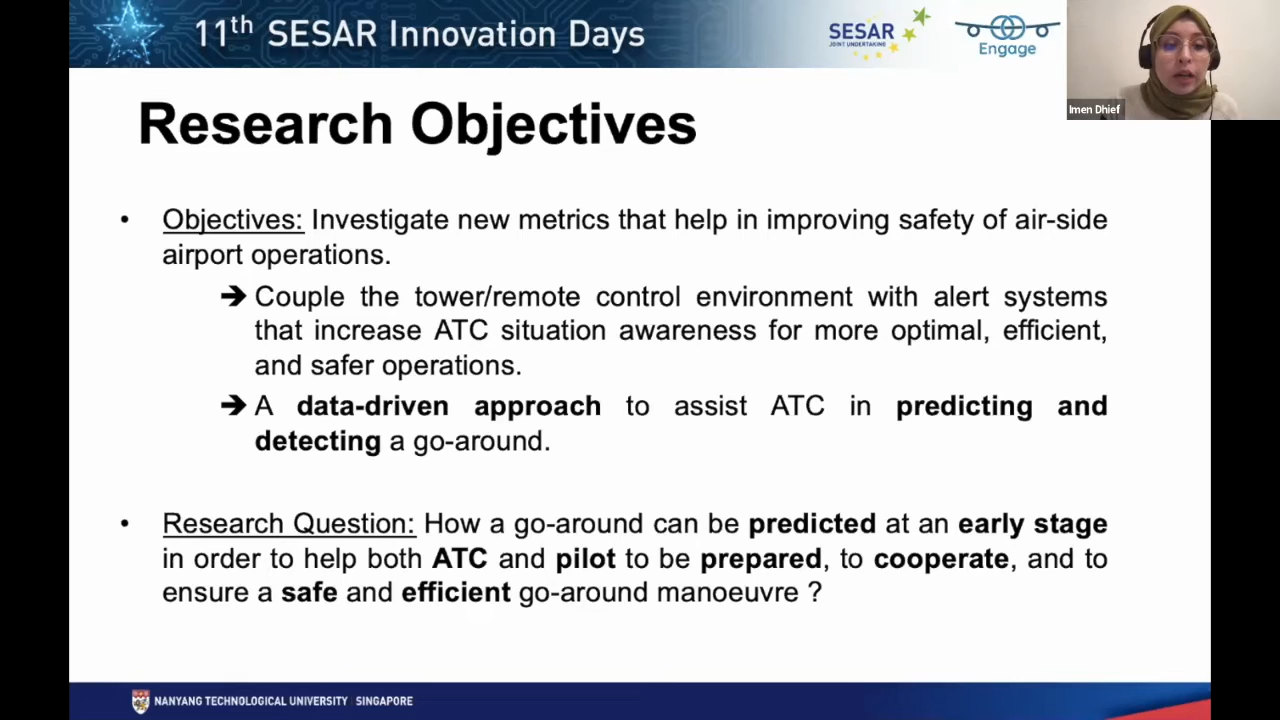 11th SESAR Innovation Days
SESAR
JOINT UNDERTAKING
Engage
Imen Dhief
Research Objectives
• Objectives: Investigate new metrics that help in improving safety of air-side
airport operations.
➔ Couple the tower/remote control environment with alert systems
that increase ATC situation awareness for more optimal, efficient,
and safer operations.
➔ A data-driven approach to assist ATC in predicting and
detecting a go-around.
• Research Question: How a go-around can be predicted at an early stage
in order to help both ATC and pilot to be prepared, to cooperate, and to
ensure a safe and efficient go-around manoeuvre ?
NANYANG TECHNOLOGICAL UNIVERSITY | SINGAPORE